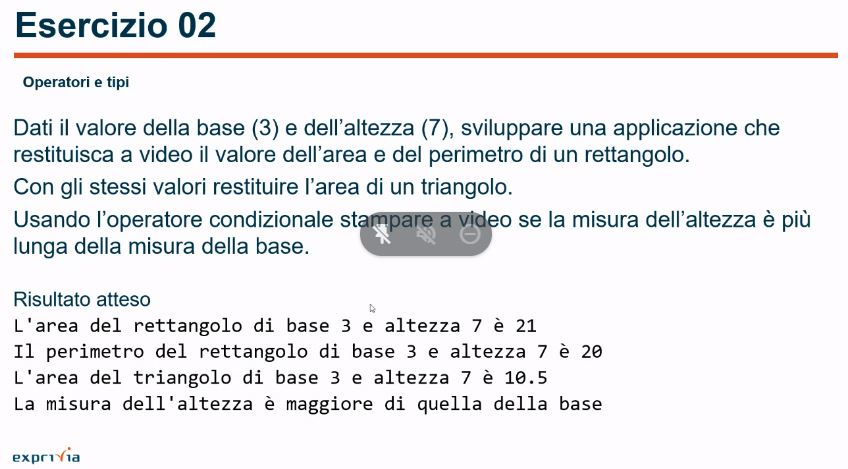 Esercizio 02
Operatori e tipi
Dati il valore della base (3) e dell’altezza (7), sviluppare una applicazione che
restituisca a video il valore dell’area e del perimetro di un rettangolo.
Con gli stessi valori restituire l’area di un triangolo.
Usando l’operatore condizionale stampare a video se la misura dell’altezza è più
lunga della misura della base.
Risultato atteso
L'area del rettangolo di base 3 e altezza 7 è 21
Il perimetro del rettangolo di base 3 e altezza 7 è 20
L'area del triangolo di base 3 e altezza 7 è 10.5
La misura dell'altezza è maggiore di quella della base
exprivia